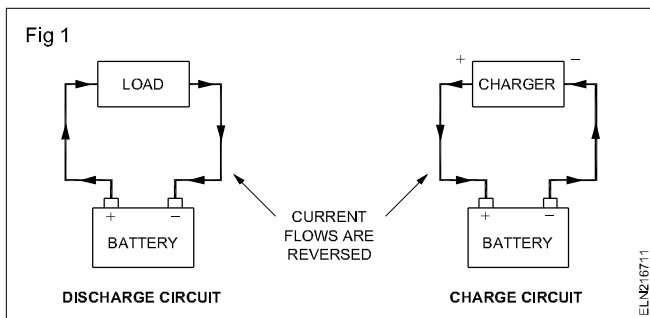 Fig 1
LOAD
+ −
BATTERY
DISCHARGE CIRCUIT
CURRENT
FLOWS ARE
REVERSED
+ −
CHARGER
+ −
BATTERY
CHARGE CIRCUIT
ELN216711